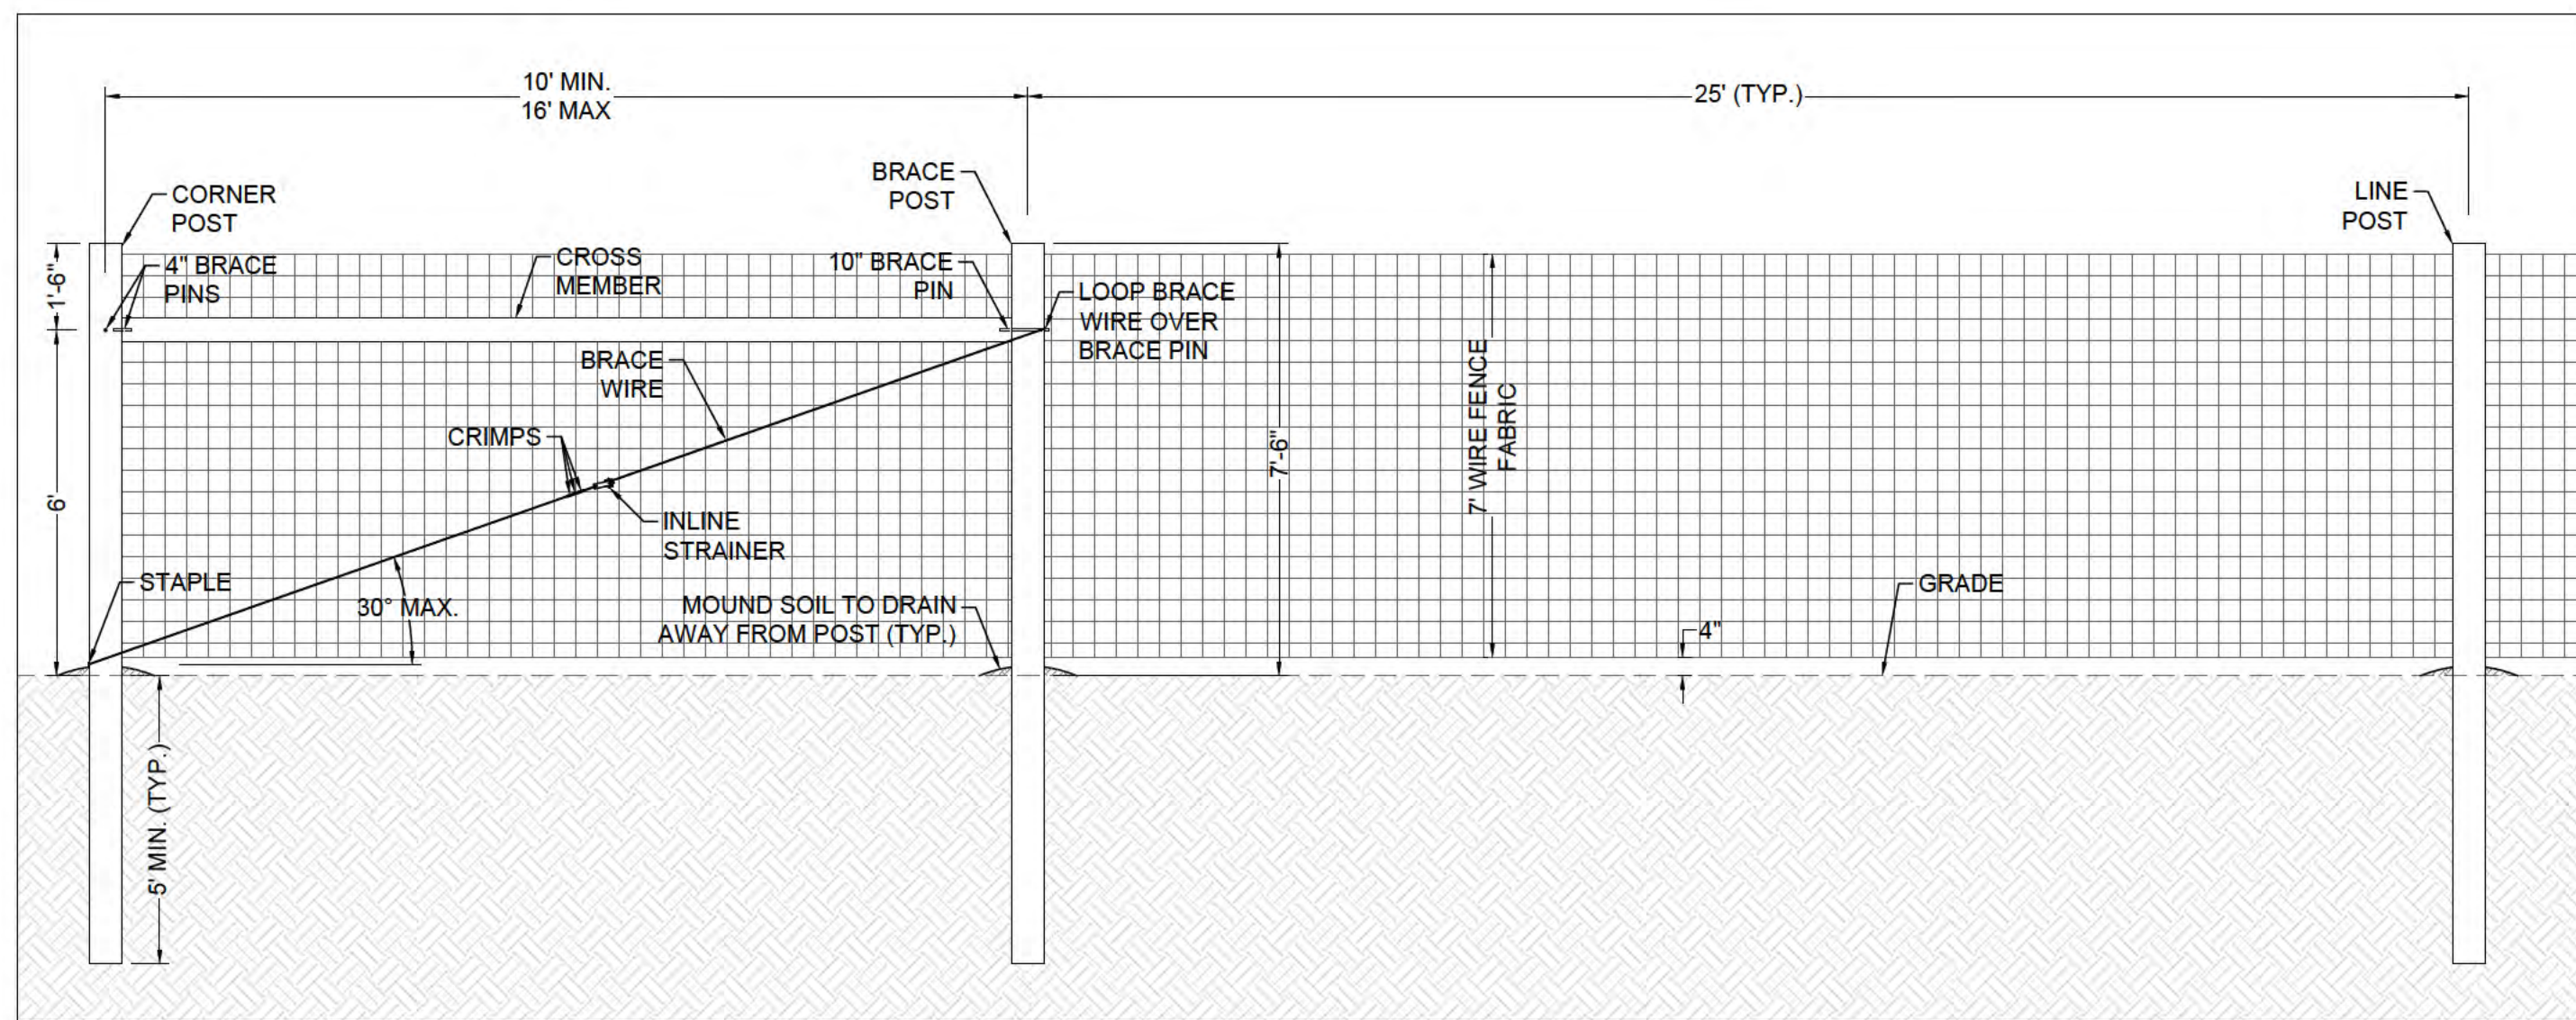 10' MIN.
16' MAX
25' (TYP.)
CORNER
POST
BRACE
POST
LINE
POST
1'-6"
4" BRACE
PINS
CROSS
MEMBER
10" BRACE
PIN
LOOP BRACE
WIRE OVER
BRACE PIN
BRACE
WIRE
7' WIRE FENCE
FABRIC
7'-6"
CRIMPS
6'
INLINE
STRAINER
STAPLE
30° MAX.
MOUND SOIL TO DRAIN
AWAY FROM POST (TYP.)
GRADE
4"
5' MIN. (TYP.)